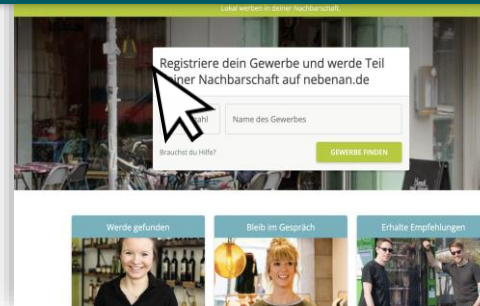 Lokal werben in deiner Nachbarschaft.
Registriere dein Gewerbe und werde Teil
einer Nachbarschaft auf nebenan.de
zahl
Name des Gewerbes
Brauchst du Hilfe?
GEWERBE FINDEN
Werde gefunden
Bleib im Gespräch
Erhalte Empfehlungen